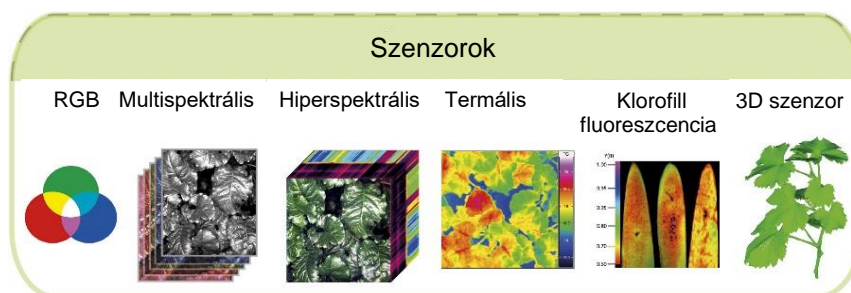 Szenzorok
RGB
Multispektrális
Hiperspektrális
Termális
Klorofill
fluoreszcencia
3D szenzor